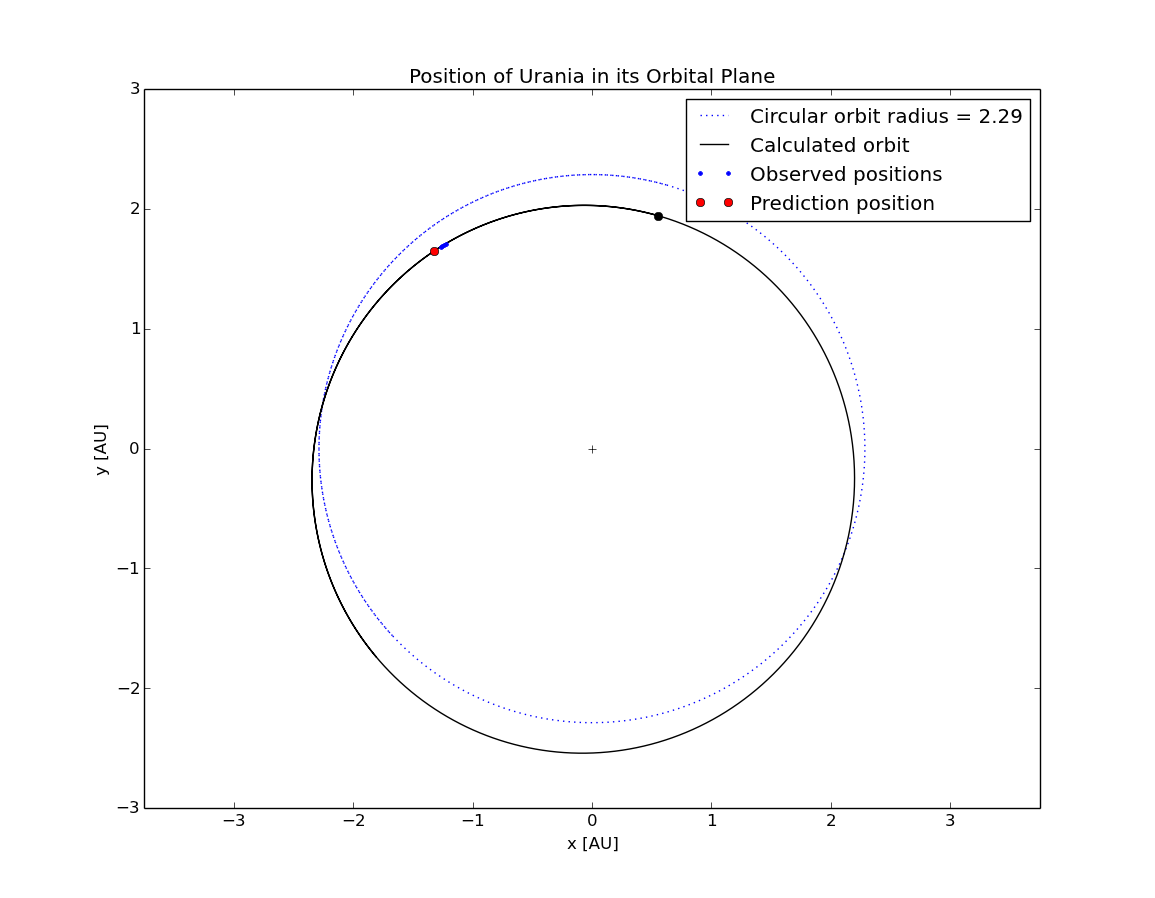 Position of Urania in its Orbital Plane
Circular orbit radius = 2.29
Calculated orbit
Observed positions
Prediction position
3
2
1
0
−1
−2
−3
y [AU]
−3 −2 −1 0 1 2 3
x [AU]